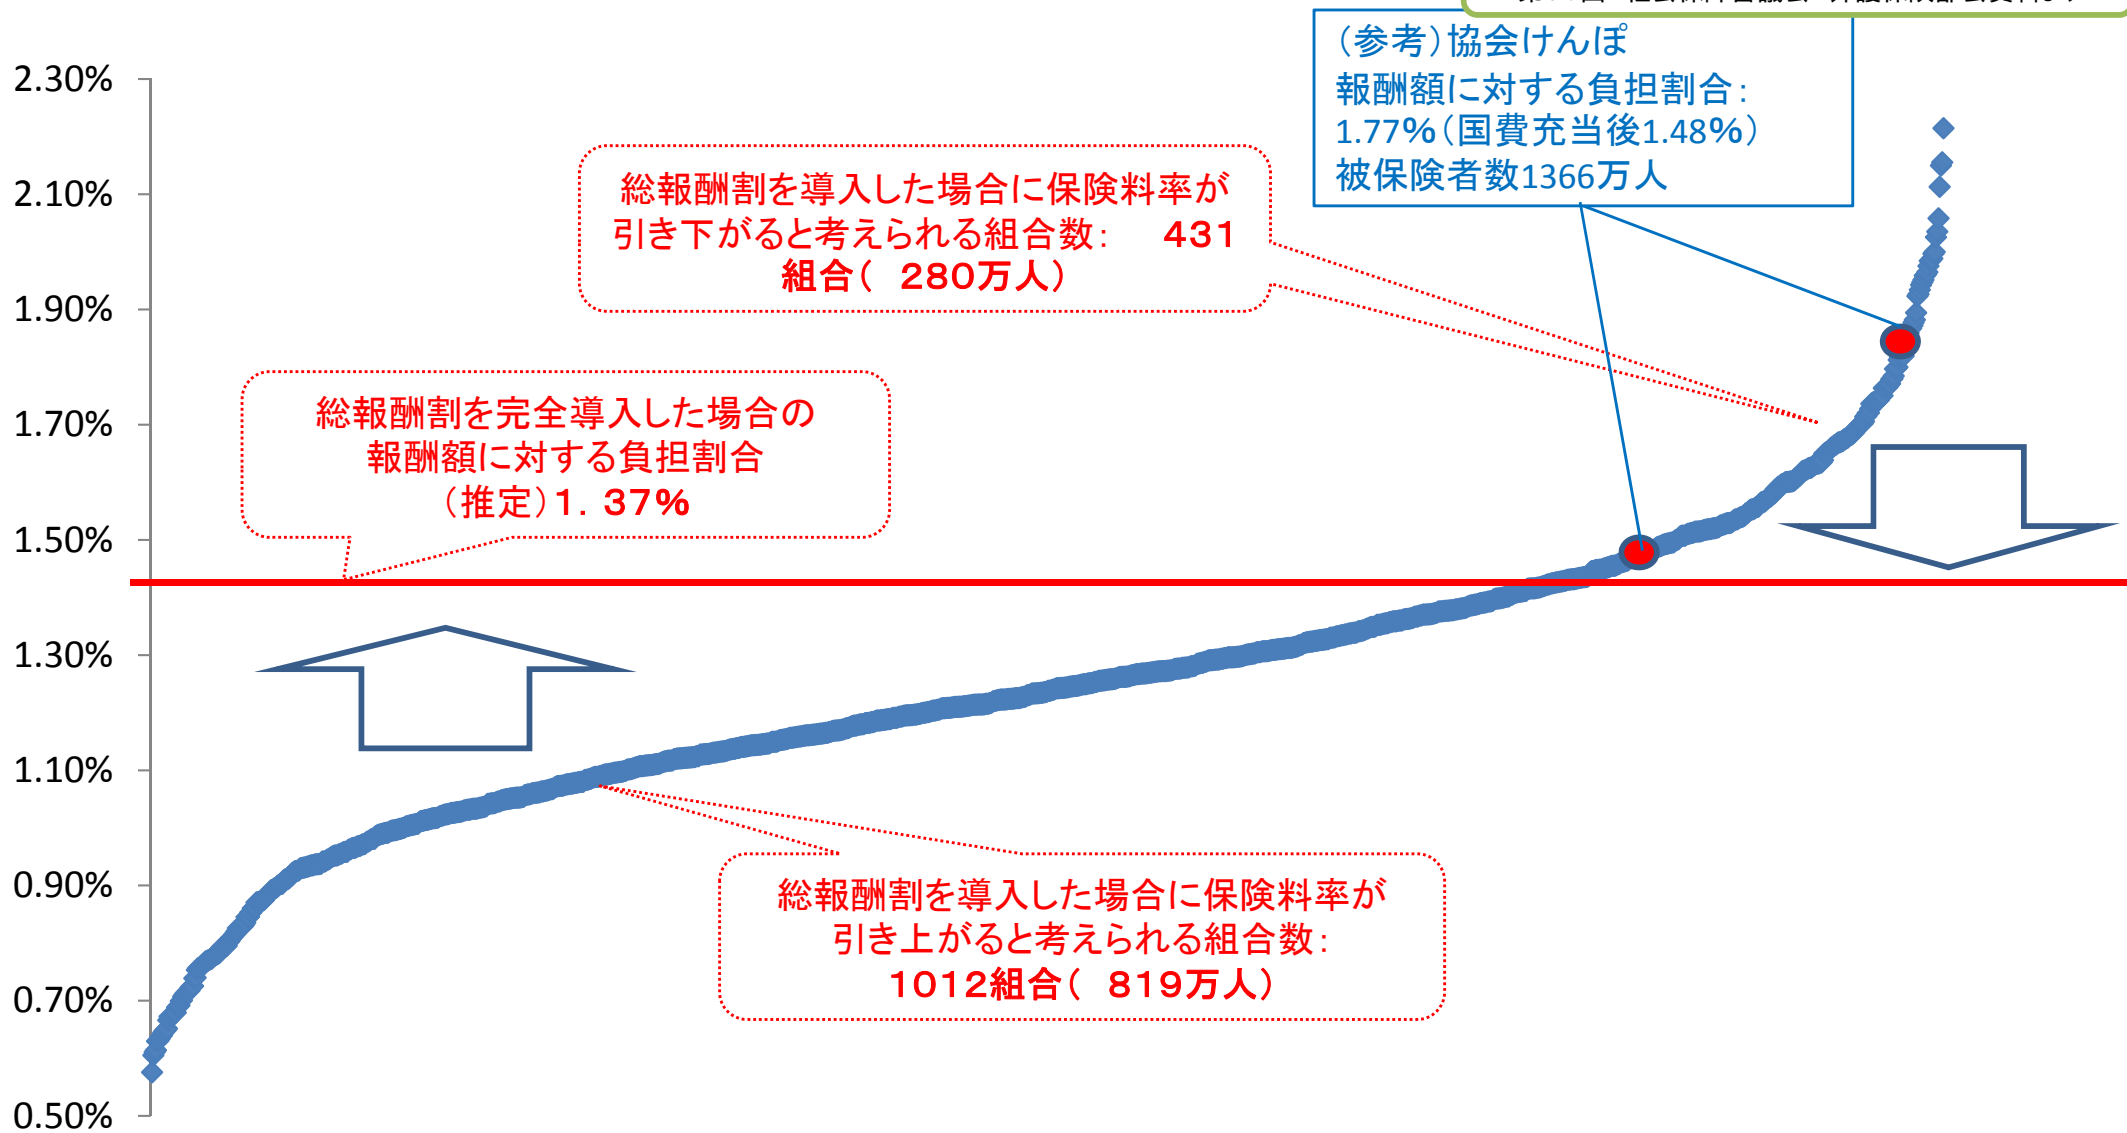 (参考)協会けんぽ
報酬額に対する負担割合:
1.77%(国費充当後1.48%)
被保険者数1366万人
2.30%
2.10%
1.90%
1.70%
1.50%
1.30%
1.10%
0.90%
0.70%
0.50%
総報酬割を導入した場合に保険料率が
引き下がると考えられる組合数: 431
組合( 280万人)
総報酬割を完全導入した場合の
報酬額に対する負担割合
(推定)1.37%
総報酬割を導入した場合に保険料率が
引き上がると考えられる組合数:
1012組合( 819万人)